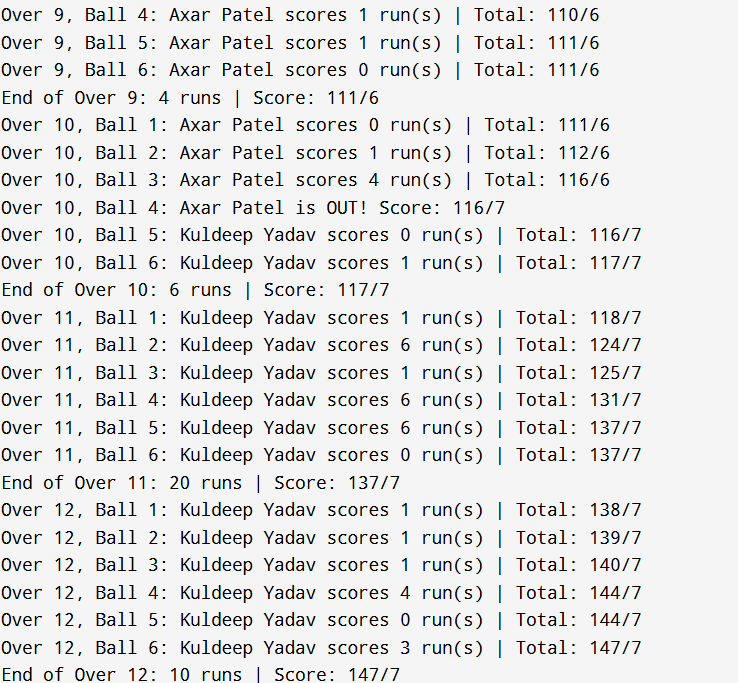 Over 9, Ball 4: Axar Patel scores 1 run(s) | Total: 110/6
Over 9, Ball 5: Axar Patel scores 1 run(s) | Total: 111/6
Over 9, Ball 6: Axar Patel scores 0 run(s) | Total: 111/6
End of Over 9: 4 runs | Score: 111/6
Over 10, Ball 1: Axar Patel scores 0 run(s) | Total: 111/6
Over 10, Ball 2: Axar Patel scores 1 run(s) | Total: 112/6
Over 10, Ball 3: Axar Patel scores 4 run(s) | Total: 116/6
Over 10, Ball 4: Axar Patel is OUT! Score: 116/7
Over 10, Ball 5: Kuldeep Yadav scores 0 run(s) | Total: 116/7
Over 10, Ball 6: Kuldeep Yadav scores 1 run(s) | Total: 117/7
End of Over 10: 6 runs | Score: 117/7
Over 11, Ball 1: Kuldeep Yadav scores 1 run(s) | Total: 118/7
Over 11, Ball 2: Kuldeep Yadav scores 6 run(s) | Total: 124/7
Over 11, Ball 3: Kuldeep Yadav scores 1 run(s) | Total: 125/7
Over 11, Ball 4: Kuldeep Yadav scores 6 run(s) | Total: 131/7
Over 11, Ball 5: Kuldeep Yadav scores 6 run(s) | Total: 137/7
Over 11, Ball 6: Kuldeep Yadav scores 0 run(s) | Total: 137/7
End of Over 11: 20 runs | Score: 137/7
Over 12, Ball 1: Kuldeep Yadav scores 1 run(s) | Total: 138/7
Over 12, Ball 2: Kuldeep Yadav scores 1 run(s) | Total: 139/7
Over 12, Ball 3: Kuldeep Yadav scores 1 run(s) | Total: 140/7
Over 12, Ball 4: Kuldeep Yadav scores 4 run(s) | Total: 144/7
Over 12, Ball 5: Kuldeep Yadav scores 0 run(s) | Total: 144/7
Over 12, Ball 6: Kuldeep Yadav scores 3 run(s) | Total: 147/7
End of Over 12: 10 runs | Score: 147/7